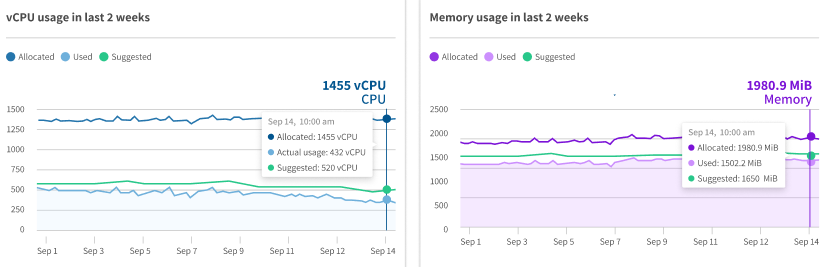 vCPU usage in last 2 weeks
Allocated Used Suggested
1455 vCPU
CPU
1500
1250
1000
750
500
250
0
Sep 14, 10:00 am
Allocated: 1455 vCPU
Actual usage: 432 vCPU
Suggested: 520 vCPU
Sep 1 Sep 3 Sep 5 Sep 7 Sep 9 Sep 11 Sep 12 Sep 14
Memory usage in last 2 weeks
Allocated Used Suggested
1980.9 MiB
Memory
2500
2000
1500
1000
500
0
Sep 14, 10:00 am
Allocated: 1980.9 MiB
Used: 1502.2 MiB
Suggested: 1650 MiB
Sep 1 Sep 3 Sep 5 Sep 7 Sep 9 Sep 11 Sep 12 Sep 14